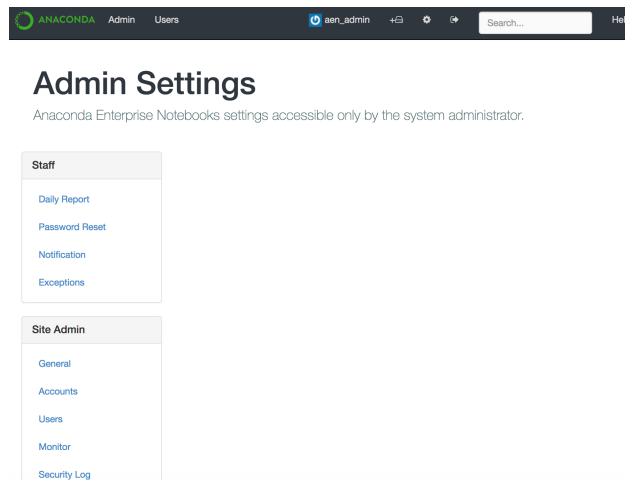 ANACONDA Admin Users aen_admin Search... Hel
Admin Settings
Anaconda Enterprise Notebooks settings accessible only by the system administrator.
Staff
Daily Report
Password Reset
Notification
Exceptions
Site Admin
General
Accounts
Users
Monitor
Security Log